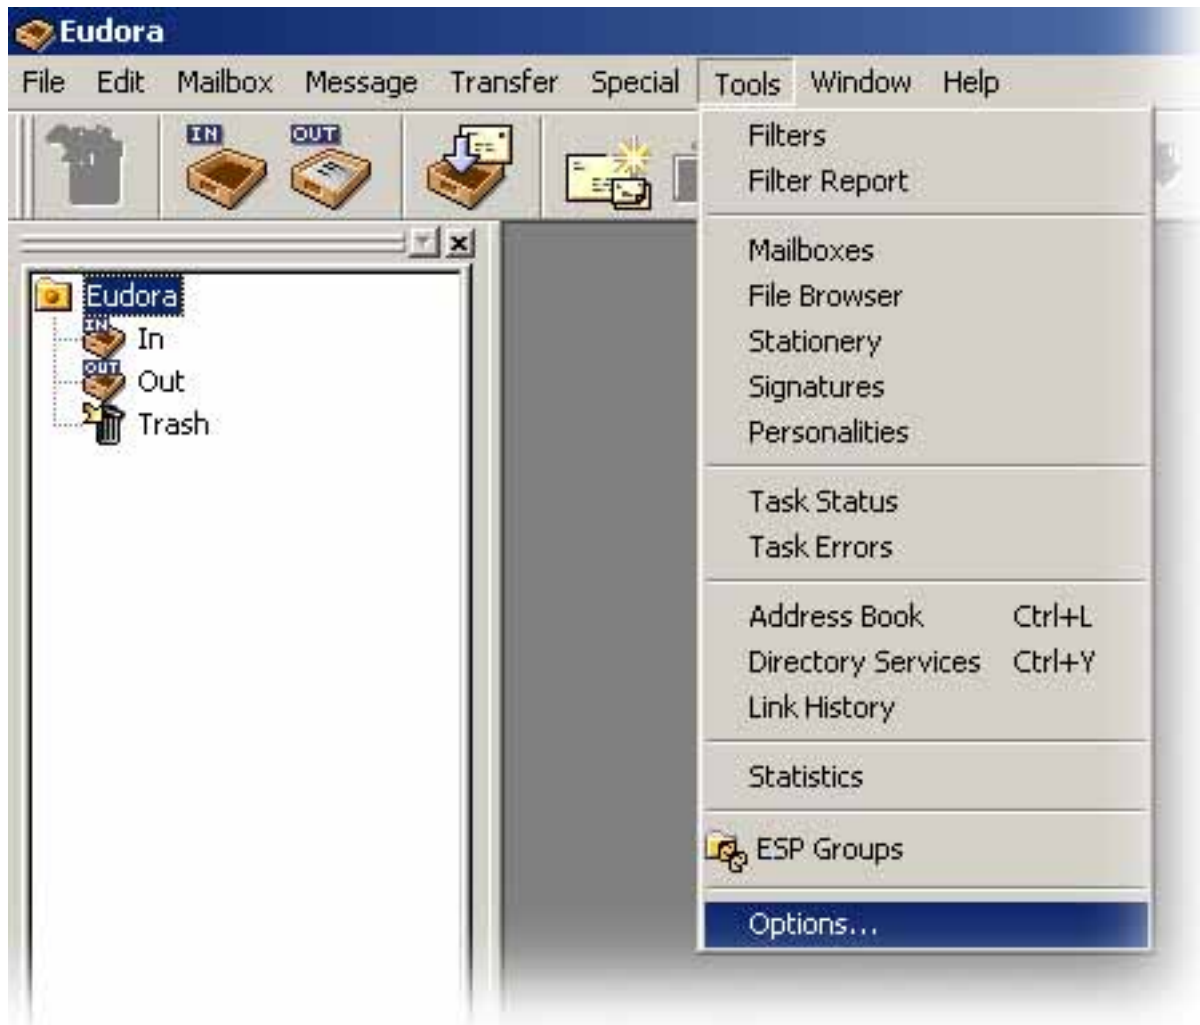 Eudora
File Edit Mailbox Message Transfer Special Tools Window Help
IN OUT
Eudora
IN In
OUT Out
Trash
Filters
Filter Report
Mailboxes
File Browser
Stationery
Signatures
Personalities
Task Status
Task Errors
Address Book Ctrl+L
Directory Services Ctrl+Y
Link History
Statistics
ESP Groups
Options...